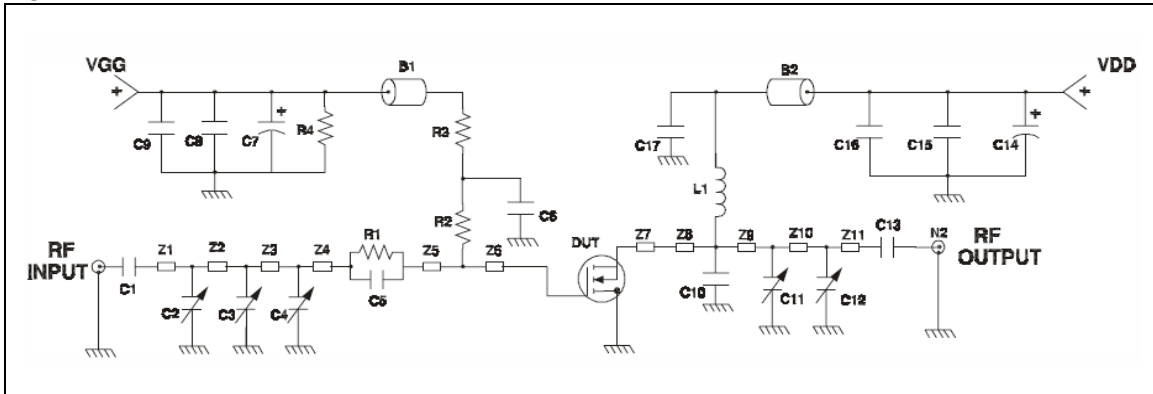 VGG
+
B1
B2
VDD
+
C9
C8
C7
+
R4
R3
C17
C16
C15
C14
+
L1
C6
R2
RF
INPUT
C1
Z1
Z2
Z3
Z4
R1
C5
Z5
Z6
DUT
Z7
Z8
Z9
Z10
Z11
C13
N2
RF
OUTPUT
C2
C3
C4
C10
C11
C12